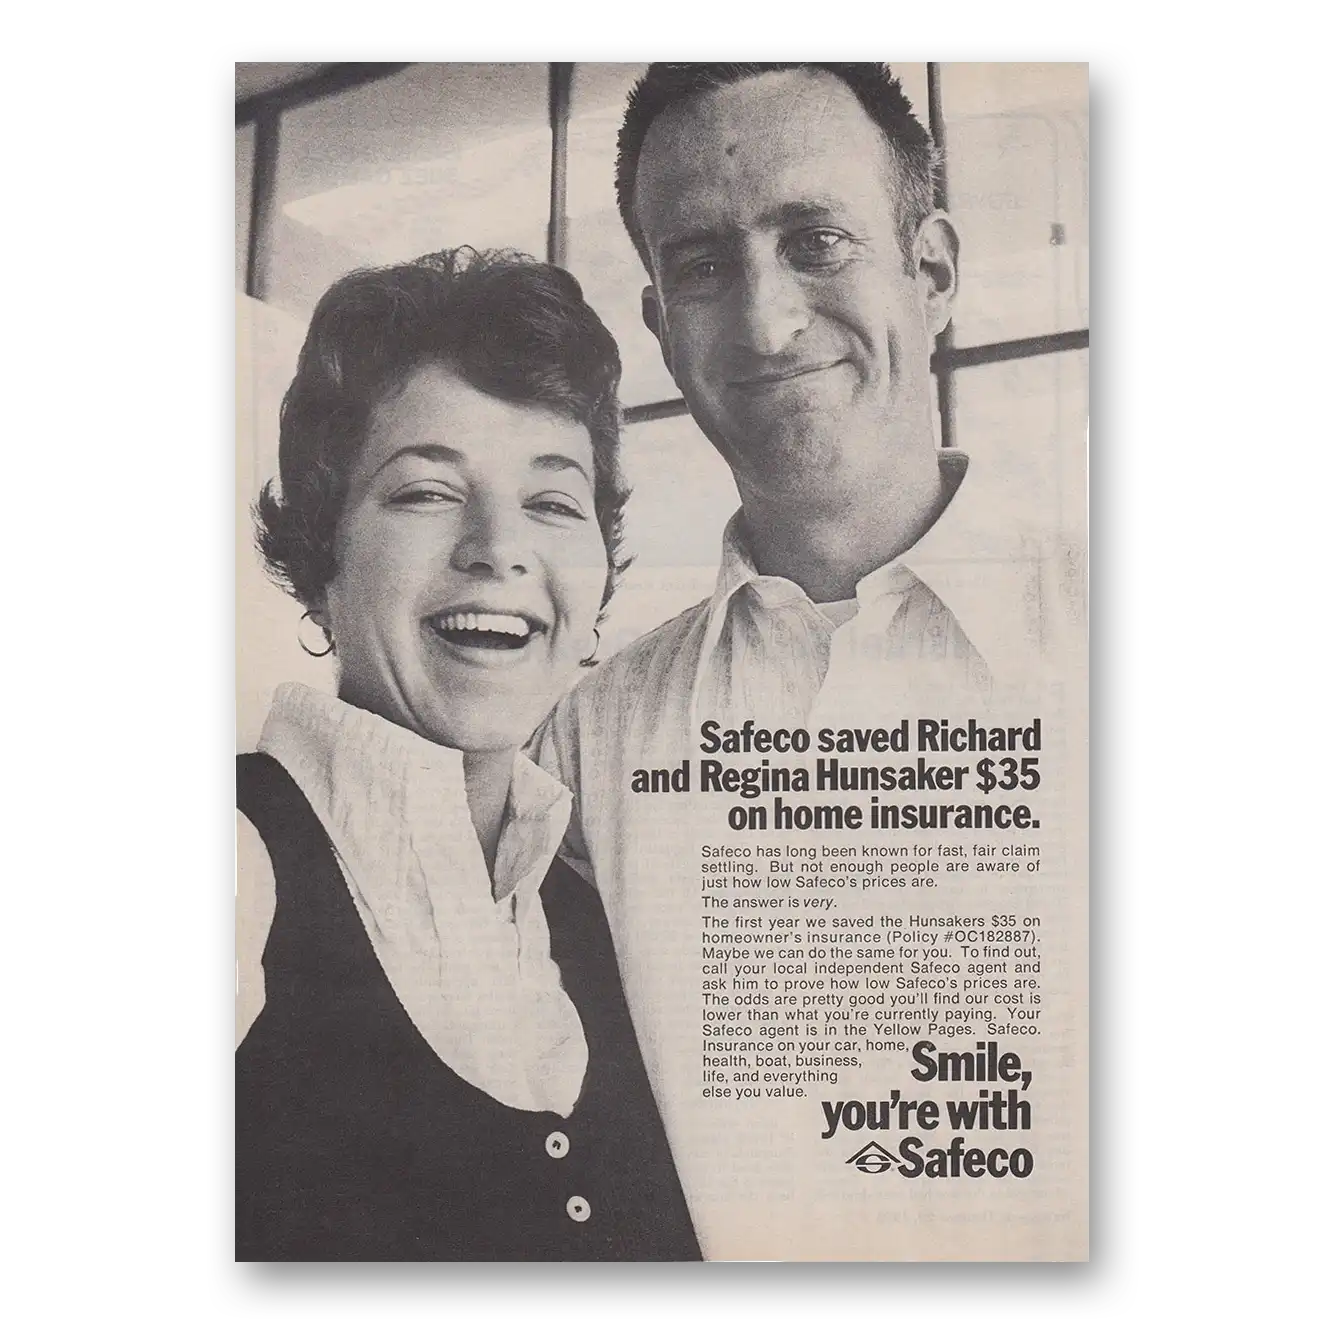 Safeco saved Richard
and Regina Hunsaker $35
on home insurance.
Safeco has long been known for fast, fair claim
settling. But not enough people are aware of
just how low Safeco's prices are.
The answer is very.
The first year we saved the Hunsakers $35 on
homeowner's insurance (Policy #OC182887).
Maybe we can do the same for you. To find out,
call your local independent Safeco agent and
ask him to prove how low Safeco's prices are.
The odds are pretty good you'll find our cost is
lower than what you're currently paying. Your
Safeco agent is in the Yellow Pages. Safeco.
Insurance on your car, home,
health, boat, business,
life, and everything
else you value.
Smile,
you're with
Safeco